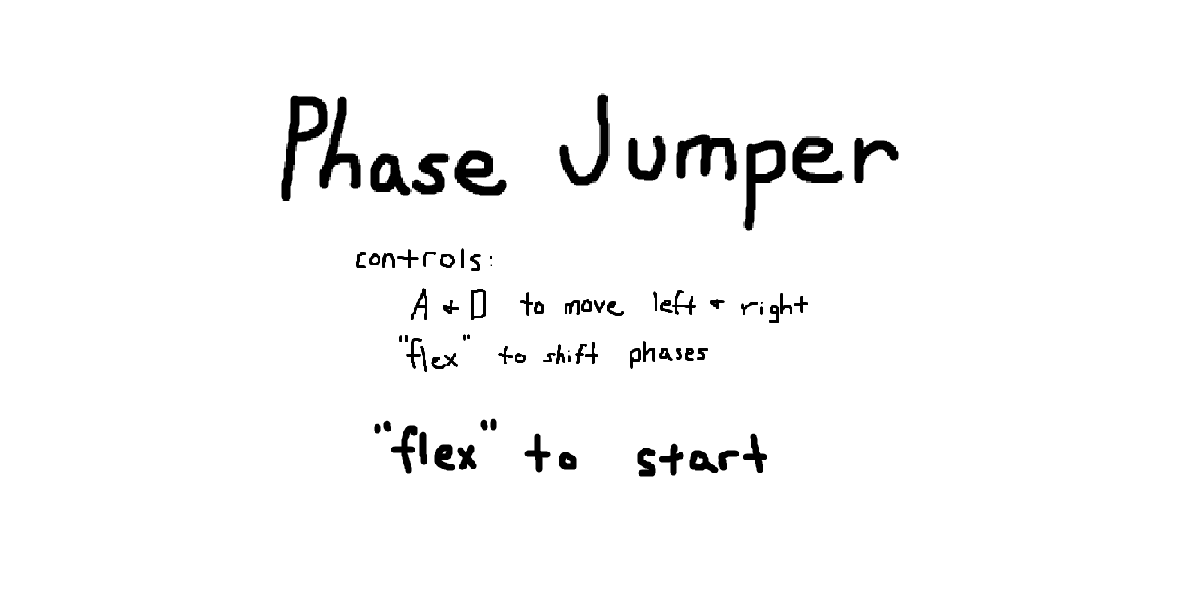 Phase Jumper
controls:
A + D to move left + right
"flex" to shift phases
"flex" to start